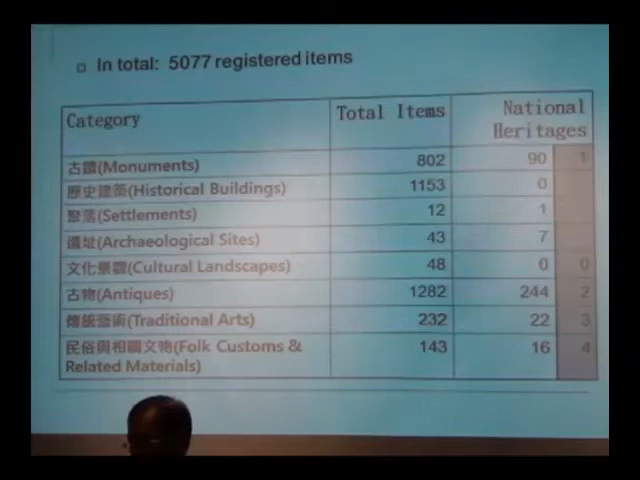 In total: 5077 registered items
Category Total Items National Heritages
古蹟(Monuments) 802 90 1
歷史建築(Historical Buildings) 1153 0
聚落(Settlements) 12 1
遺址(Archaeological Sites) 43 7
文化景觀(Cultural Landscapes) 48 0 0
古物(Antiques) 1282 244 2
傳統藝術(Traditional Arts) 232 22 3
民俗與相關文物(Folk Customs & 143 16 4
Related Materials)